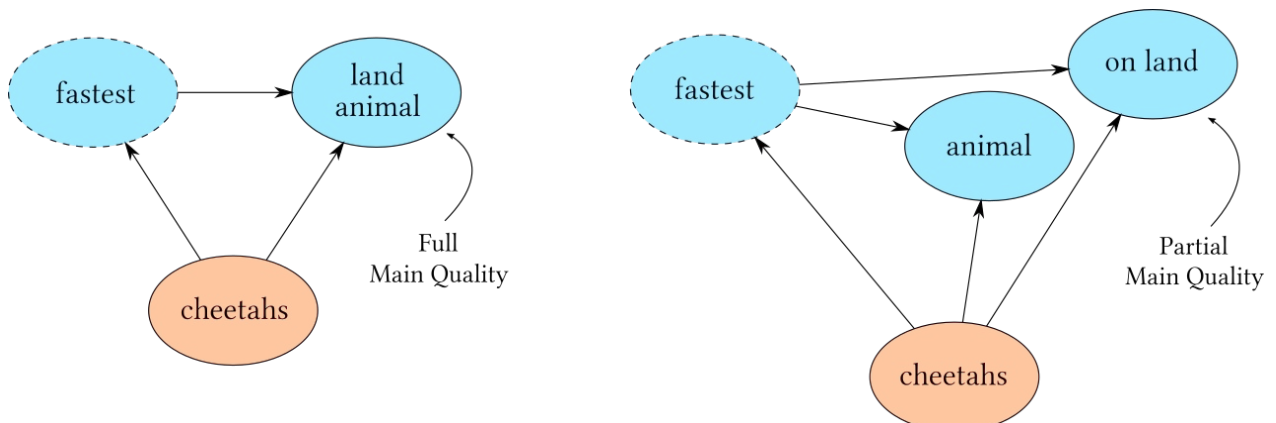 fastest
land
animal
Full
Main Quality
cheetahs
fastest
on land
animal
Partial
Main Quality
cheetahs